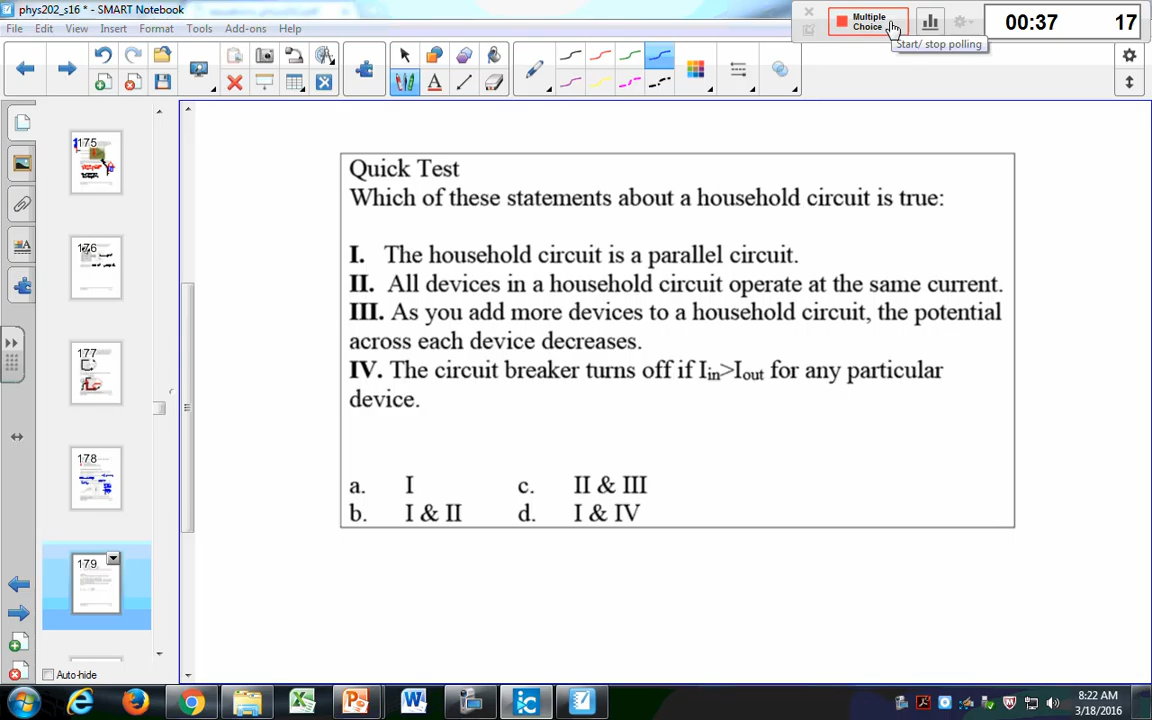 phys202_s16 * - SMART Notebook
File Edit View Insert Format Tools Add-ons Help
Multiple
Choice
00:37 17
Start/ stop polling
175
176
177
178
179
Quick Test
Which of these statements about a household circuit is true:
I. The household circuit is a parallel circuit.
II. All devices in a household circuit operate at the same current.
III. As you add more devices to a household circuit, the potential
across each device decreases.
IV. The circuit breaker turns off if Iin>Iout for any particular
device.
a. I c. II & III
b. I & II d. I & IV
Auto-hide
8:22 AM
3/18/2016